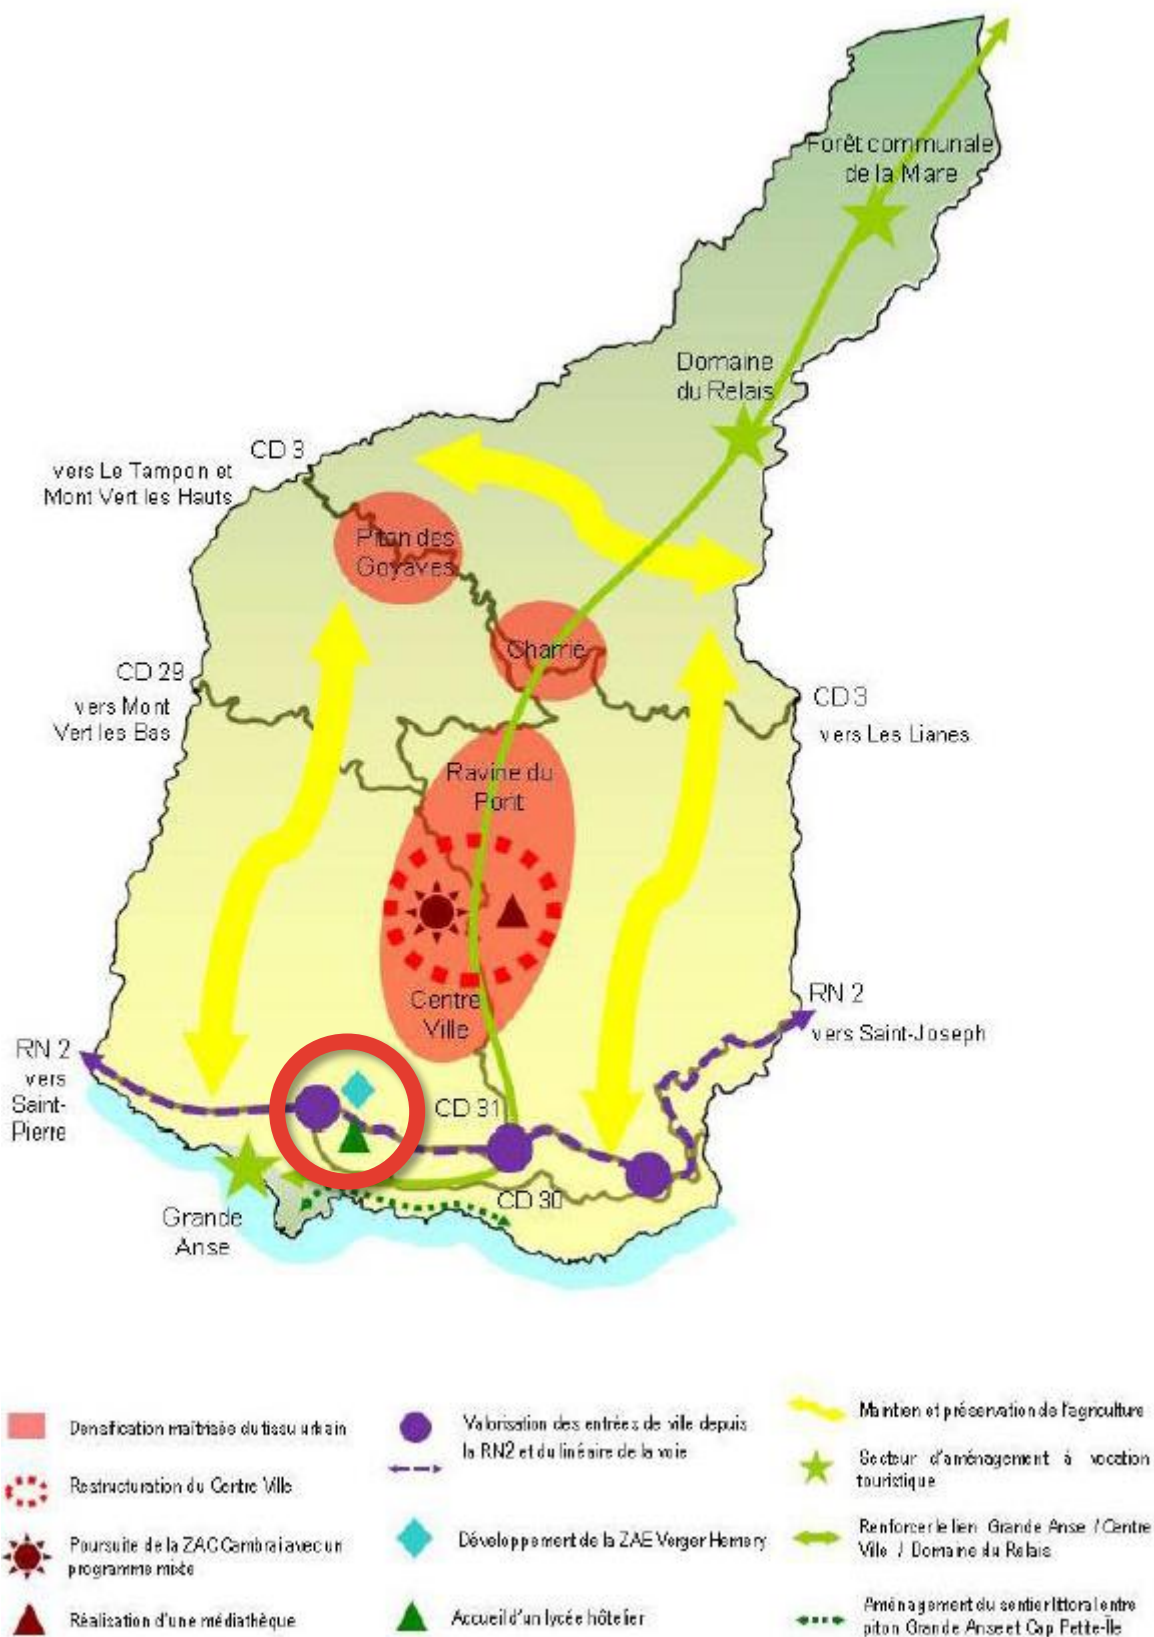 Forêt communale
de la Mare
Domaine
du Relais
CD 3
vers Le Tampon et
Mont Vert les Hauts
Piton des
Goyaves
Charrié
CD 29
vers Mont
Vert les Bas
CD 3
vers Les Lianes
Ravine du
Pont
Centre
Ville
RN 2
vers Saint-Joseph
RN 2
vers
Saint-
Pierre
CD 31
CD 30
Grande
Anse
Densification maîtrisée du tissu urbain
Restructuration du Centre Ville
Poursuite de la ZAC Cambrai avec un
programme mixte
Réalisation d'une médiathèque
Valorisation des entrées de ville depuis
la RN2 et du linéaire de la voie
Développement de la ZAE Verger Hemery
Accueil d'un lycée hôtelier
Maintien et préservation de l'agriculture
Secteur d'aménagement à vocation
touristique
Renforcer le lien Grande Anse / Centre
Ville / Domaine du Relais
Aménagement du sentier littoral entre
piton Grande Anse et Cap Petite-Île